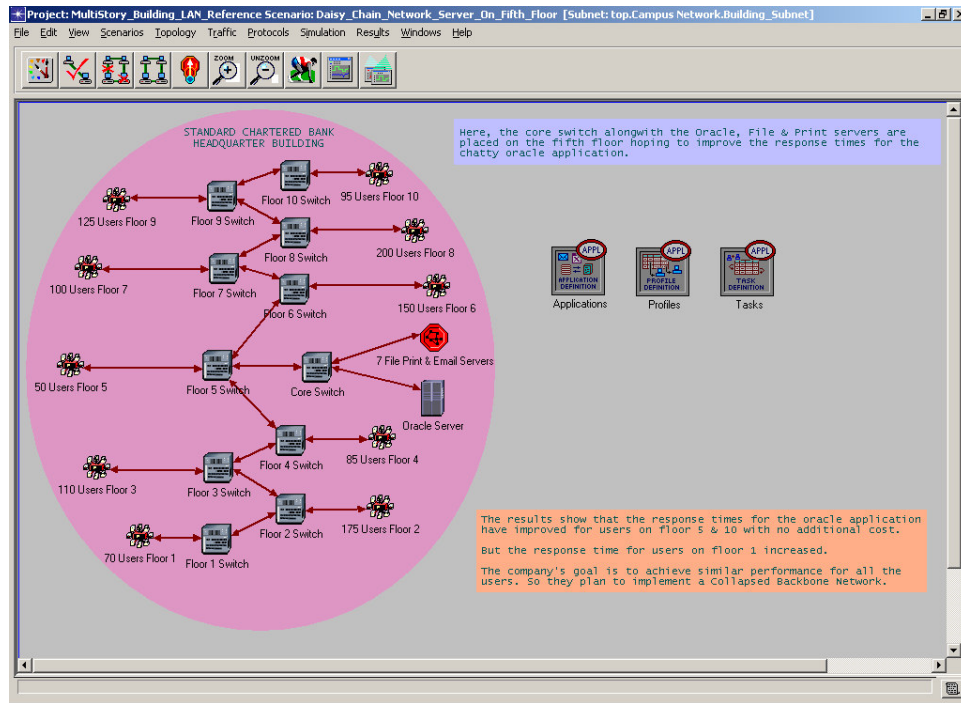 Project: MultiStory_Building_LAN_Reference Scenario: Daisy_Chain_Network_Server_On_Fifth_Floor [Subnet: top.Campus Network.Building_Subnet]
File Edit View Scenarios Topology Traffic Protocols Simulation Results Windows Help
ZOOM
UNZOOM
STANDARD CHARTERED BANK
HEADQUARTER BUILDING
Here, the core switch alongwith the Oracle, File & Print servers are
placed on the fifth floor hoping to improve the response times for the
chatty oracle application.
Floor 10 Switch
95 Users Floor 10
125 Users Floor 9
Floor 9 Switch
Floor 8 Switch
200 Users Floor 8
100 Users Floor 7
Floor 7 Switch
Floor 6 Switch
150 Users Floor 6
APPL
APPLICATION
DEFINITION
Applications
APPL
PROFILE
DEFINITION
Profiles
APPL
TASK
DEFINITION
Tasks
7 File Print & Email Servers
50 Users Floor 5
Floor 5 Switch
Core Switch
Oracle Server
Floor 4 Switch
85 Users Floor 4
110 Users Floor 3
Floor 3 Switch
Floor 2 Switch
175 Users Floor 2
70 Users Floor 1
Floor 1 Switch
The results show that the response times for the oracle application
have improved for users on floor 5 & 10 with no additional cost.
But the response time for users on floor 1 increased.
The company's goal is to achieve similar performance for all the
users. So they plan to implement a Collapsed Backbone Network.